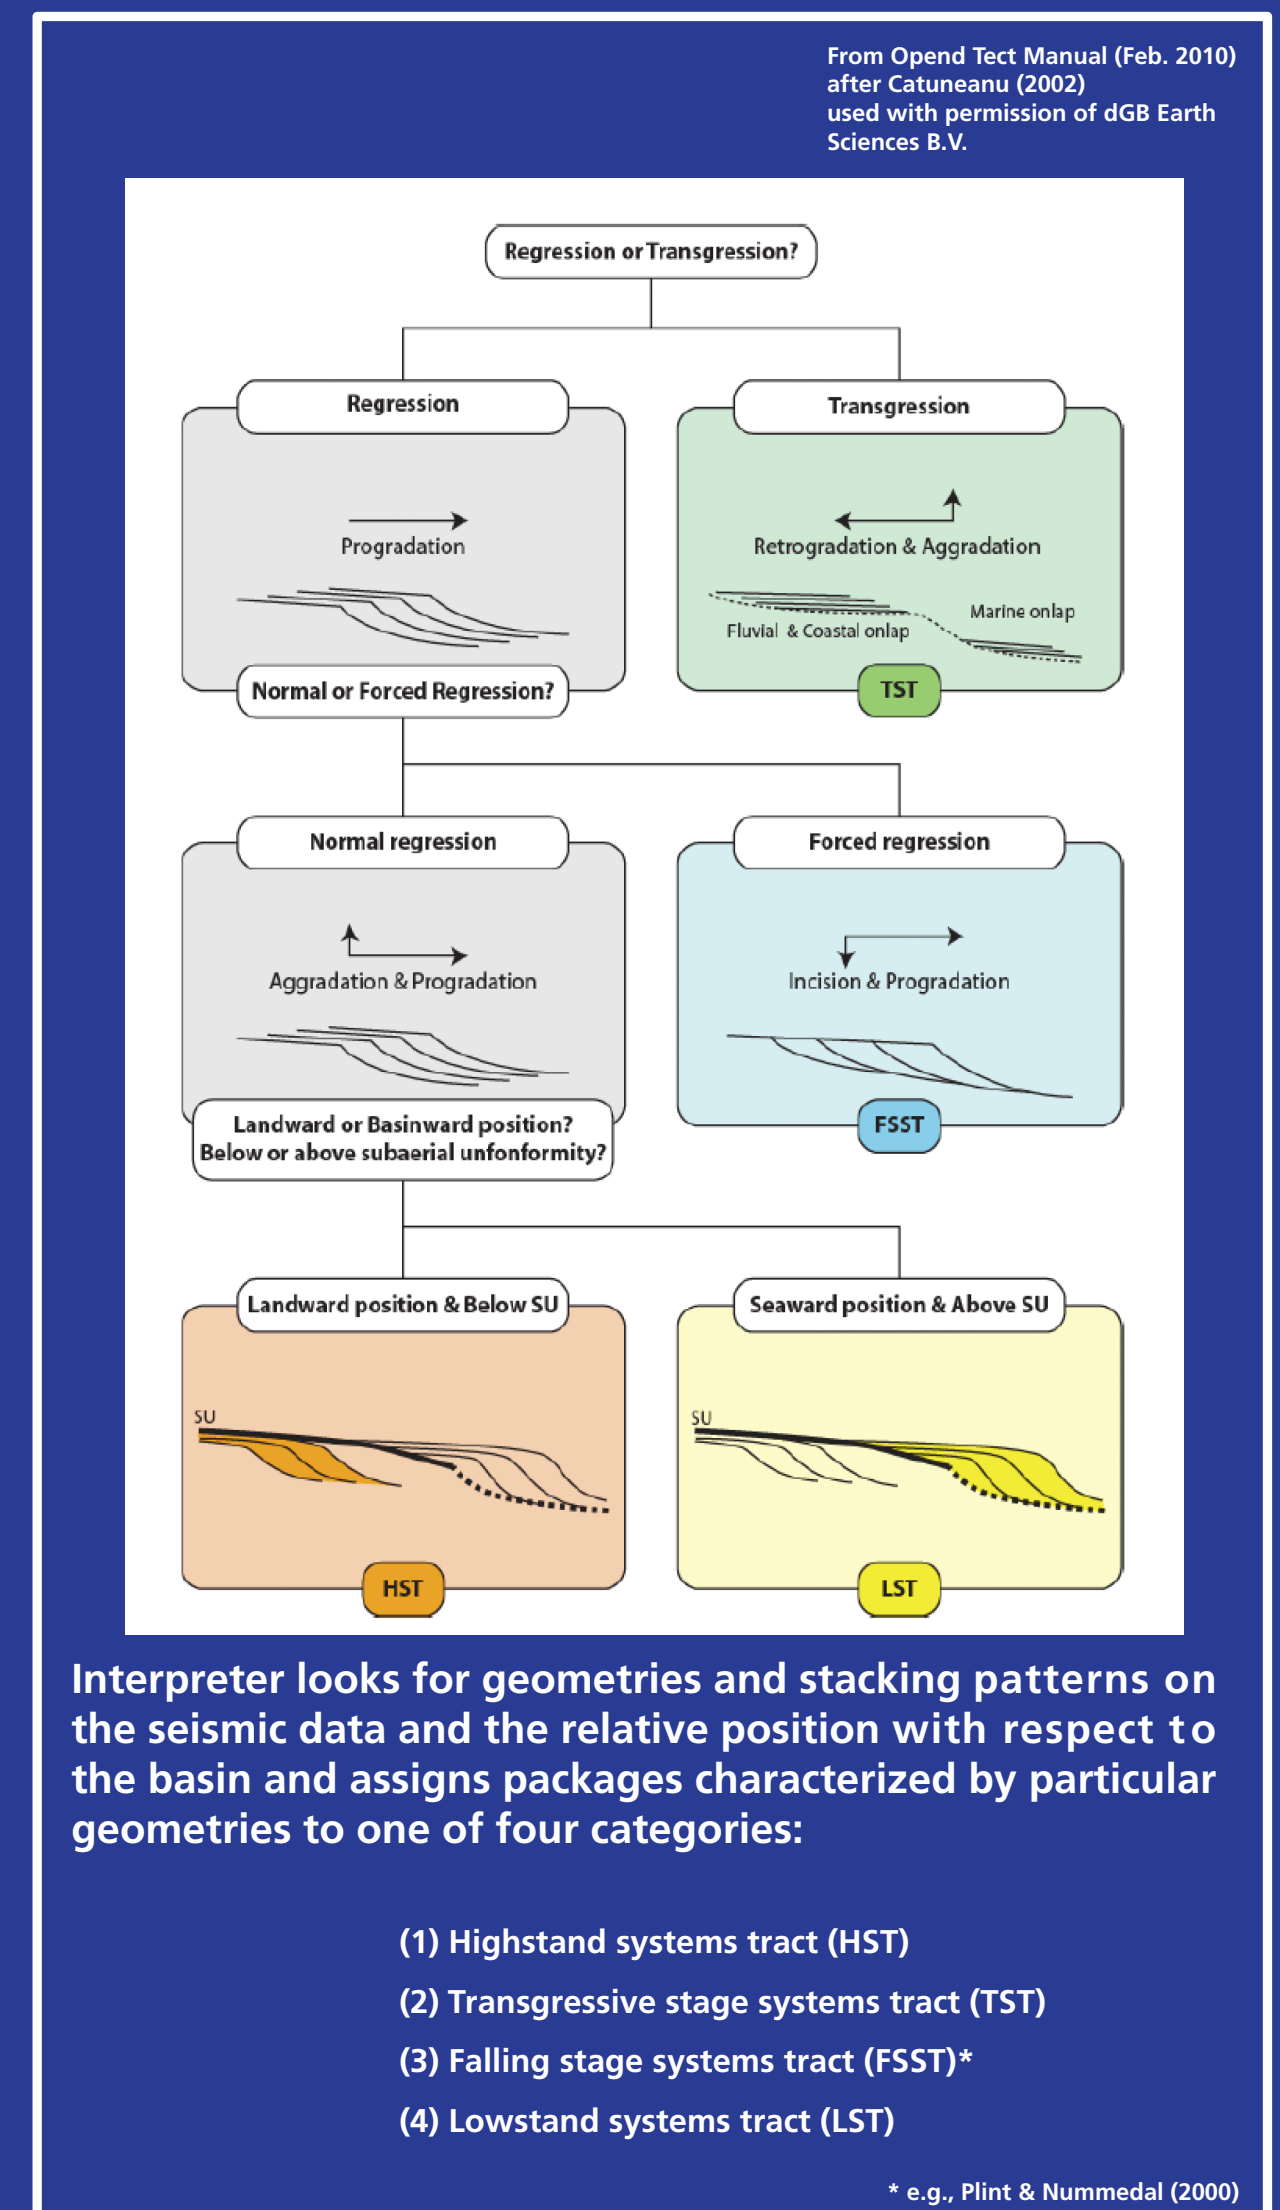 From Opend Tect Manual (Feb. 2010)
after Catuneanu (2002)
used with permission of dGB Earth
Sciences B.V.
Regression or Transgression?
Regression
Progradation
Normal or Forced Regression?
Transgression
Retrogradation & Aggradation
Marine onlap
Fluvial & Coastal onlap
TST
Normal regression
Aggradation & Progradation
Landward or Basinward position?
Below or above subaerial unfonformity?
Forced regression
Incision & Progradation
FSST
Landward position & Below SU
SU
HST
Seaward position & Above SU
SU
LST
Interpreter looks for geometries and stacking patterns on
the seismic data and the relative position with respect to
the basin and assigns packages characterized by particular
geometries to one of four categories:
(1) Highstand systems tract (HST)
(2) Transgressive stage systems tract (TST)
(3) Falling stage systems tract (FSST)*
(4) Lowstand systems tract (LST)
* e.g., Plint & Nummedal (2000)